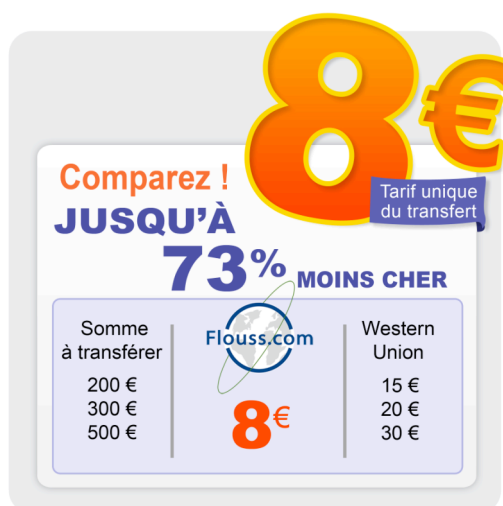 8€
Tarif unique
du transfert
Comparez !
JUSQU'À
73% MOINS CHER
Somme
à transférer
200 €
300 €
500 €
Flouss.com
8€
Western
Union
15 €
20 €
30 €